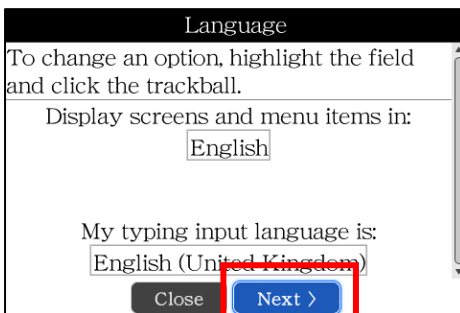 Language
To change an option, highlight the field
and click the trackball.
Display screens and menu items in:
English
My typing input language is:
English (United Kingdom)
Close Next >